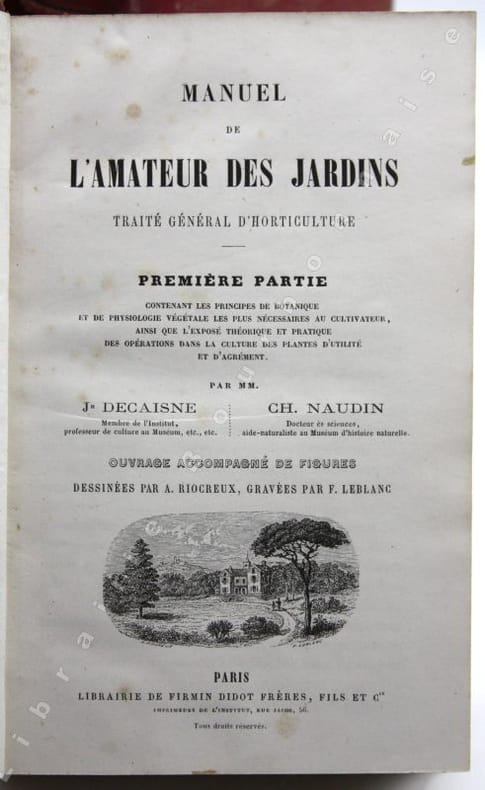 MANUEL
DE
L'AMATEUR DES JARDINS
TRAITÉ GÉNÉRAL D'HORTICULTURE
PREMIÈRE PARTIE
CONTENANT LES PRINCIPES DE BOTANIQUE
ET DE PHYSIOLOGIE VÉGÉTALE LES PLUS NÉCESSAIRES AU CULTIVATEUR,
AINSI QUE L'EXPOSÉ THÉORIQUE ET PRATIQUE
DES OPÉRATIONS DANS LA CULTURE DES PLANTES D'UTILITÉ
ET D'AGRÉMENT.
PAR MM.
Jh DECAISNE
Membre de l'Institut,
professeur de culture au Muséum, etc., etc.
CH. NAUDIN
Docteur ès sciences,
aide-naturaliste au Muséum d'histoire naturelle.
OUVRAGE ACCOMPAGNÉ DE FIGURES
DESSINÉES PAR A. RIOCREUX, GRAVÉES PAR F. LEBLANC
F. LEBLANC
PARIS
LIBRAIRIE DE FIRMIN DIDOT FRÈRES, FILS ET Cie
IMPRIMEURS DE L'INSTITUT, RUE JACOB, 56.
Tous droits réservés.